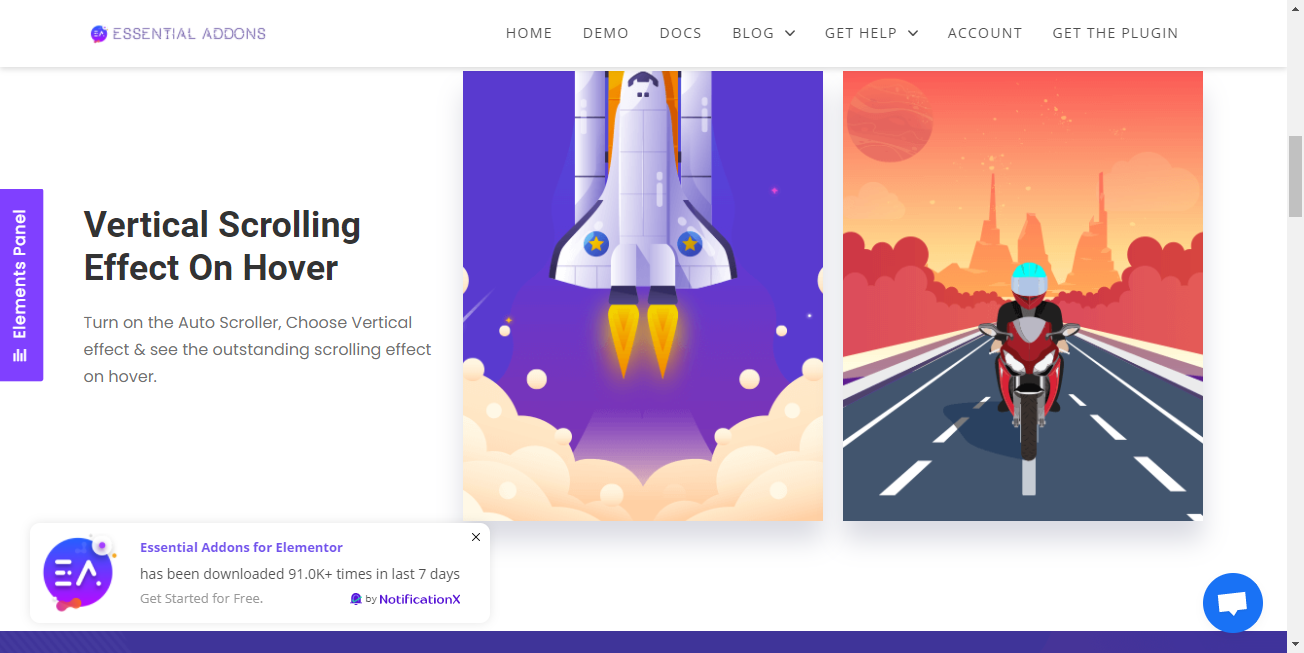 EA ESSENTIAL ADDONS
HOME DEMO DOCS BLOG GET HELP ACCOUNT GET THE PLUGIN
Elements Panel
Vertical Scrolling
Effect On Hover
Turn on the Auto Scroller, Choose Vertical
effect & see the outstanding scrolling effect
on hover.
EA
Essential Addons for Elementor
has been downloaded 91.0K+ times in last 7 days
Get Started for Free.
by NotificationX